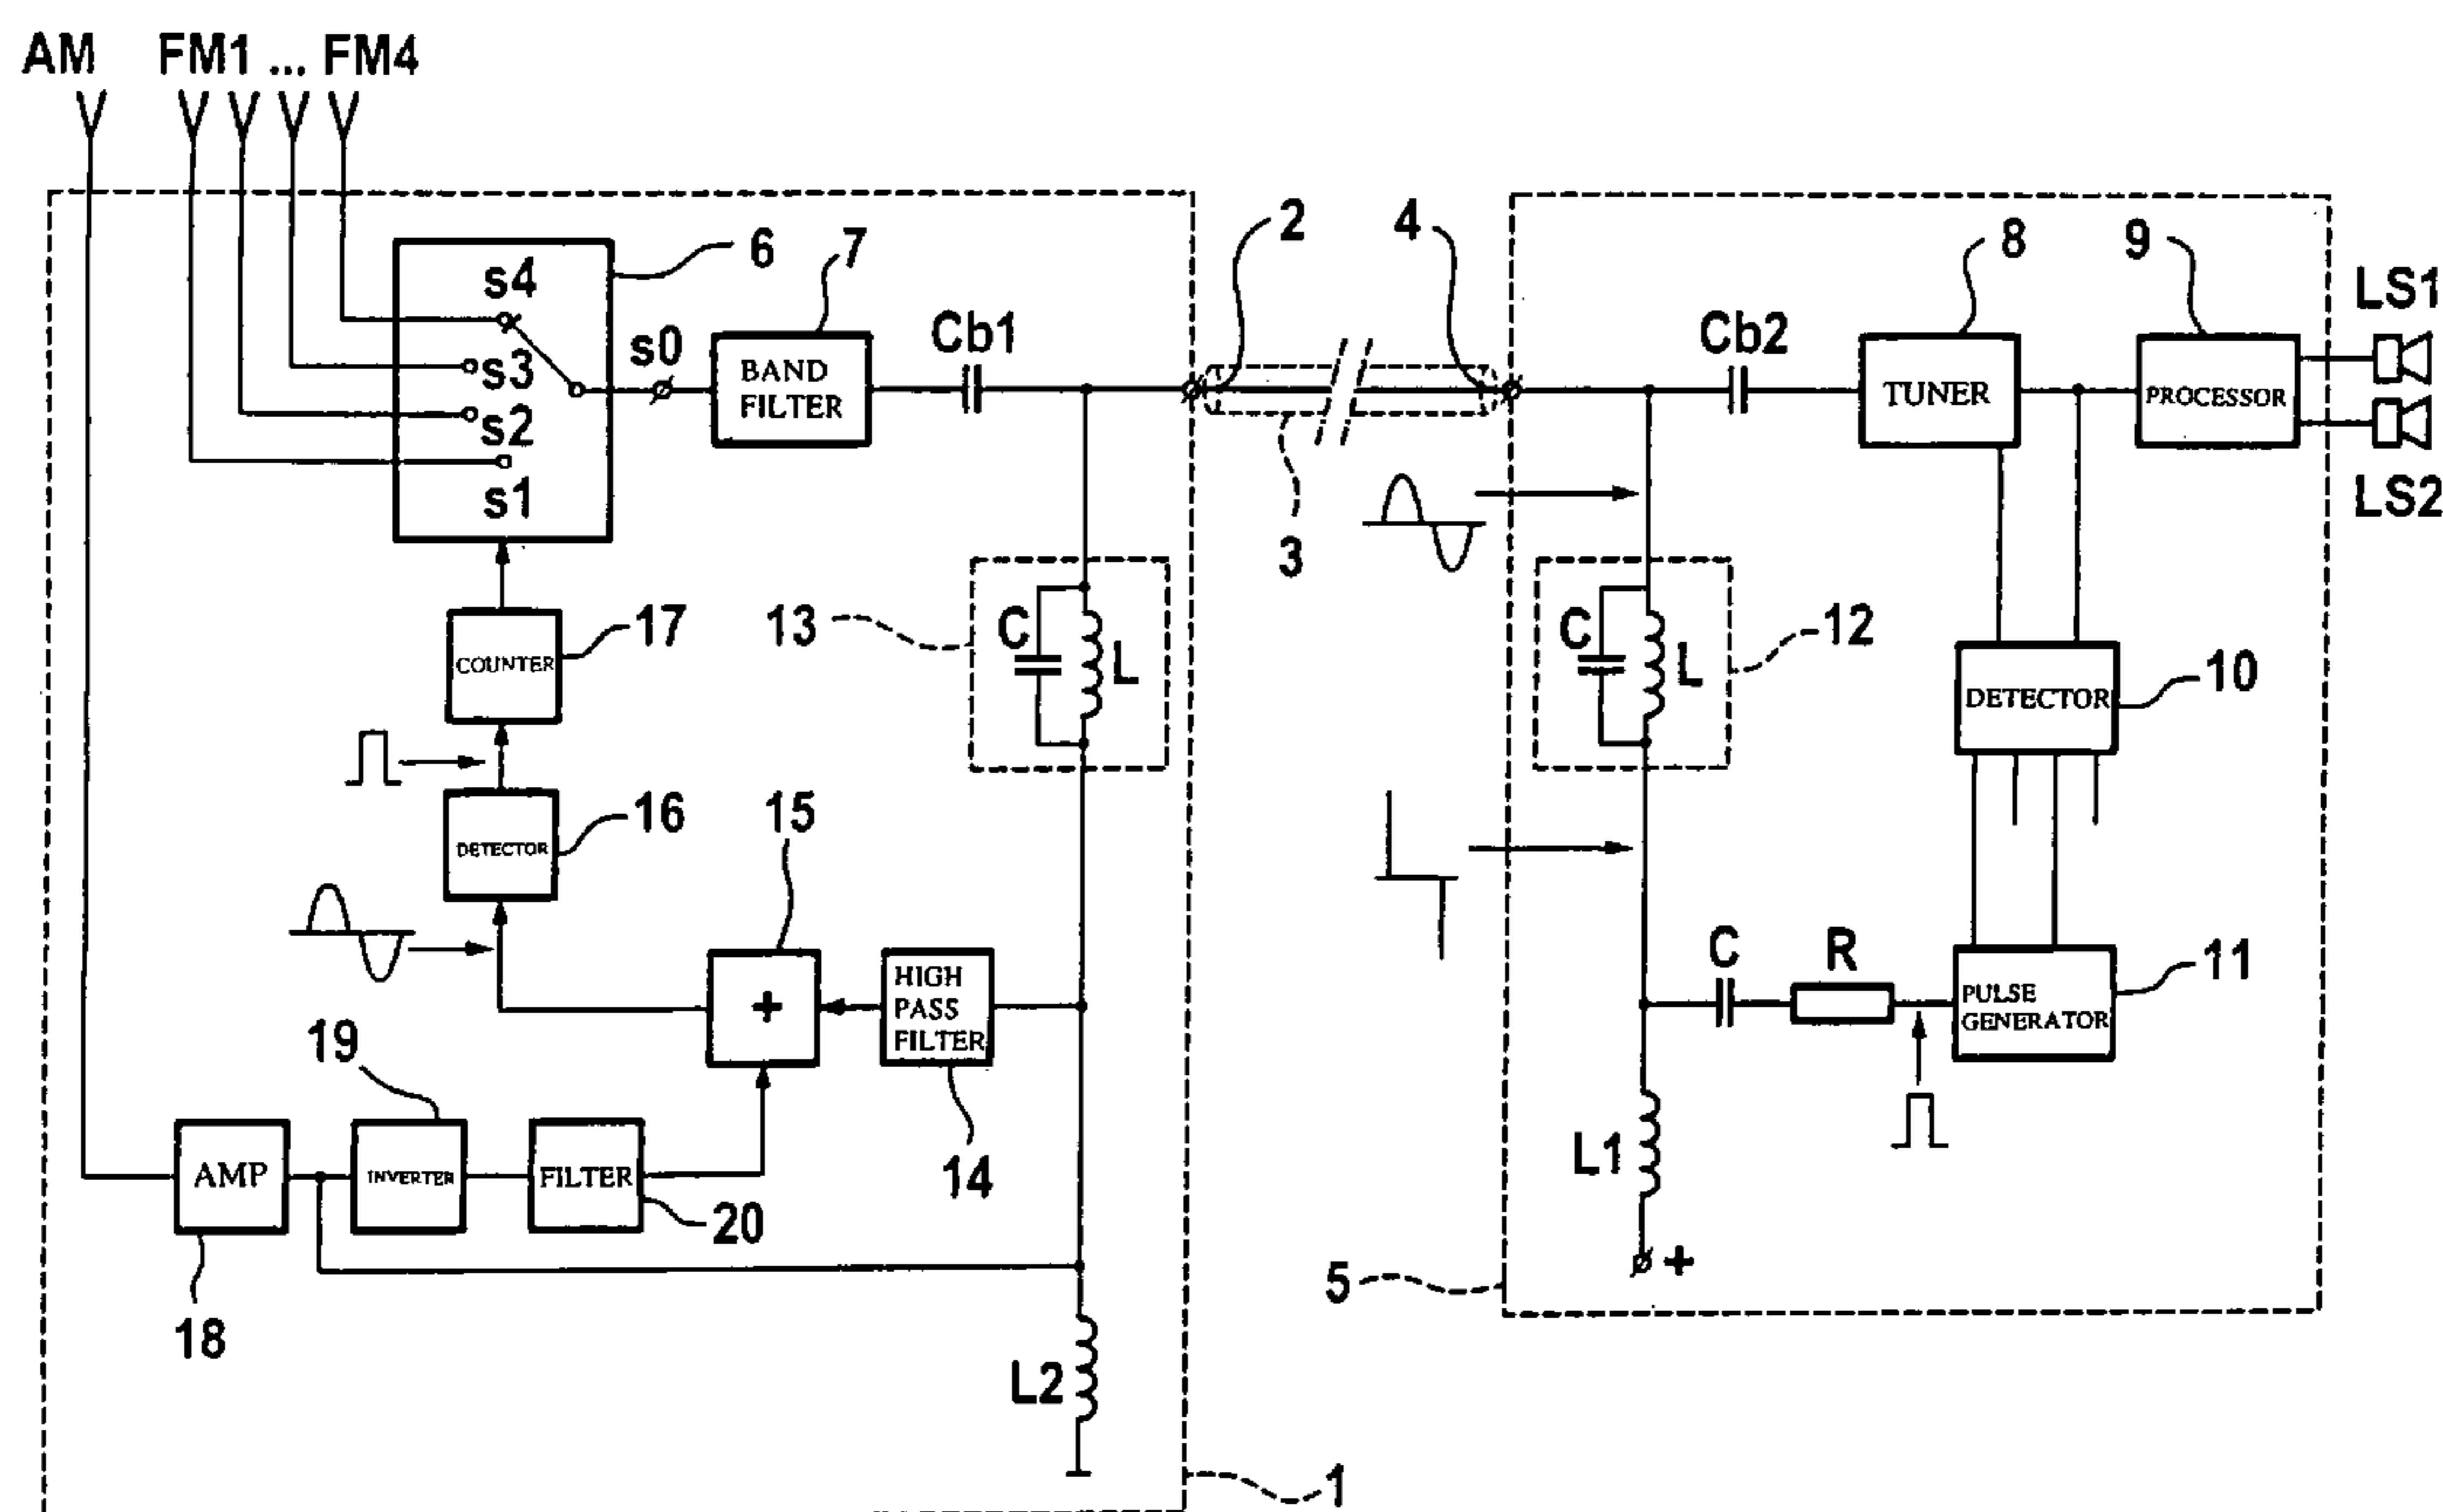 AM FM1 ... FM4
2 4 8 9
6 7
s4
LS1
Cb1 Cb2
s0
s3
BAND
FILTER
TUNER
PROCESSOR
s2
s1
LS2
3
13 C L
C L 12
17
COUNTER
DETECTOR 10
16
DETECTOR
15
+
HIGH
PASS
FILTER
C R
PULSE
GENERATOR
11
19
14
L1
AMP
INVERTER
FILTER
20
+
5
18
L2
1